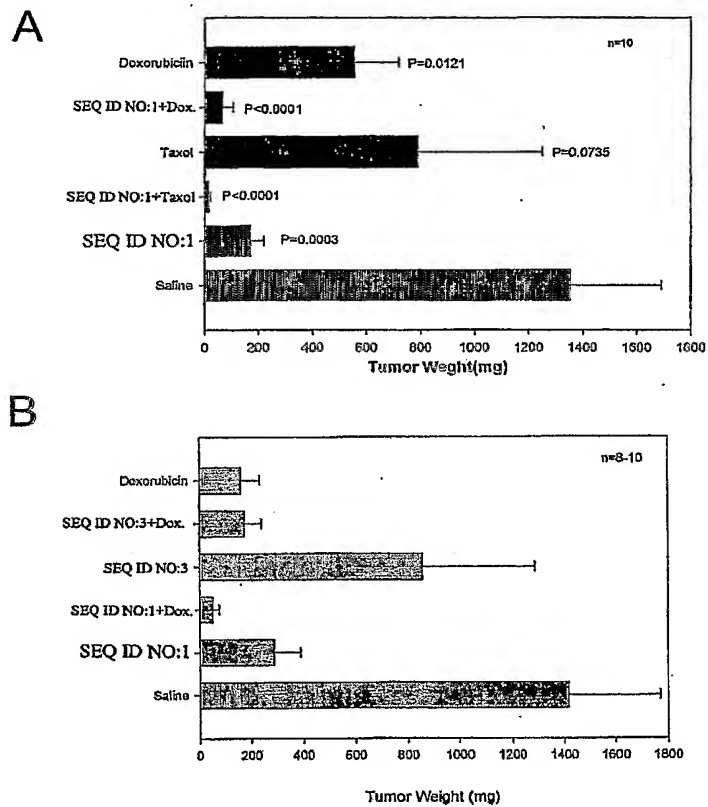 A
n=10
Doxorubiciin
P=0.0121
SEQ ID NO:1+Dox.
P<0.0001
Taxol
P=0.0735
SEQ ID NO:1+Taxol
P<0.0001
SEQ ID NO:1
P=0.0003
Saline
0 200 400 600 800 1000 1200 1400 1600 1800
Tumor Weght(mg)
B
n=8-10
Doxorubicin
SEQ ID NO:3+Dox.
SEQ ID NO:3
SEQ ID NO:1+Dox.
SEQ ID NO:1
Saline
0 200 400 600 800 1000 1200 1400 1600 1800
Tumor Weight (mg)